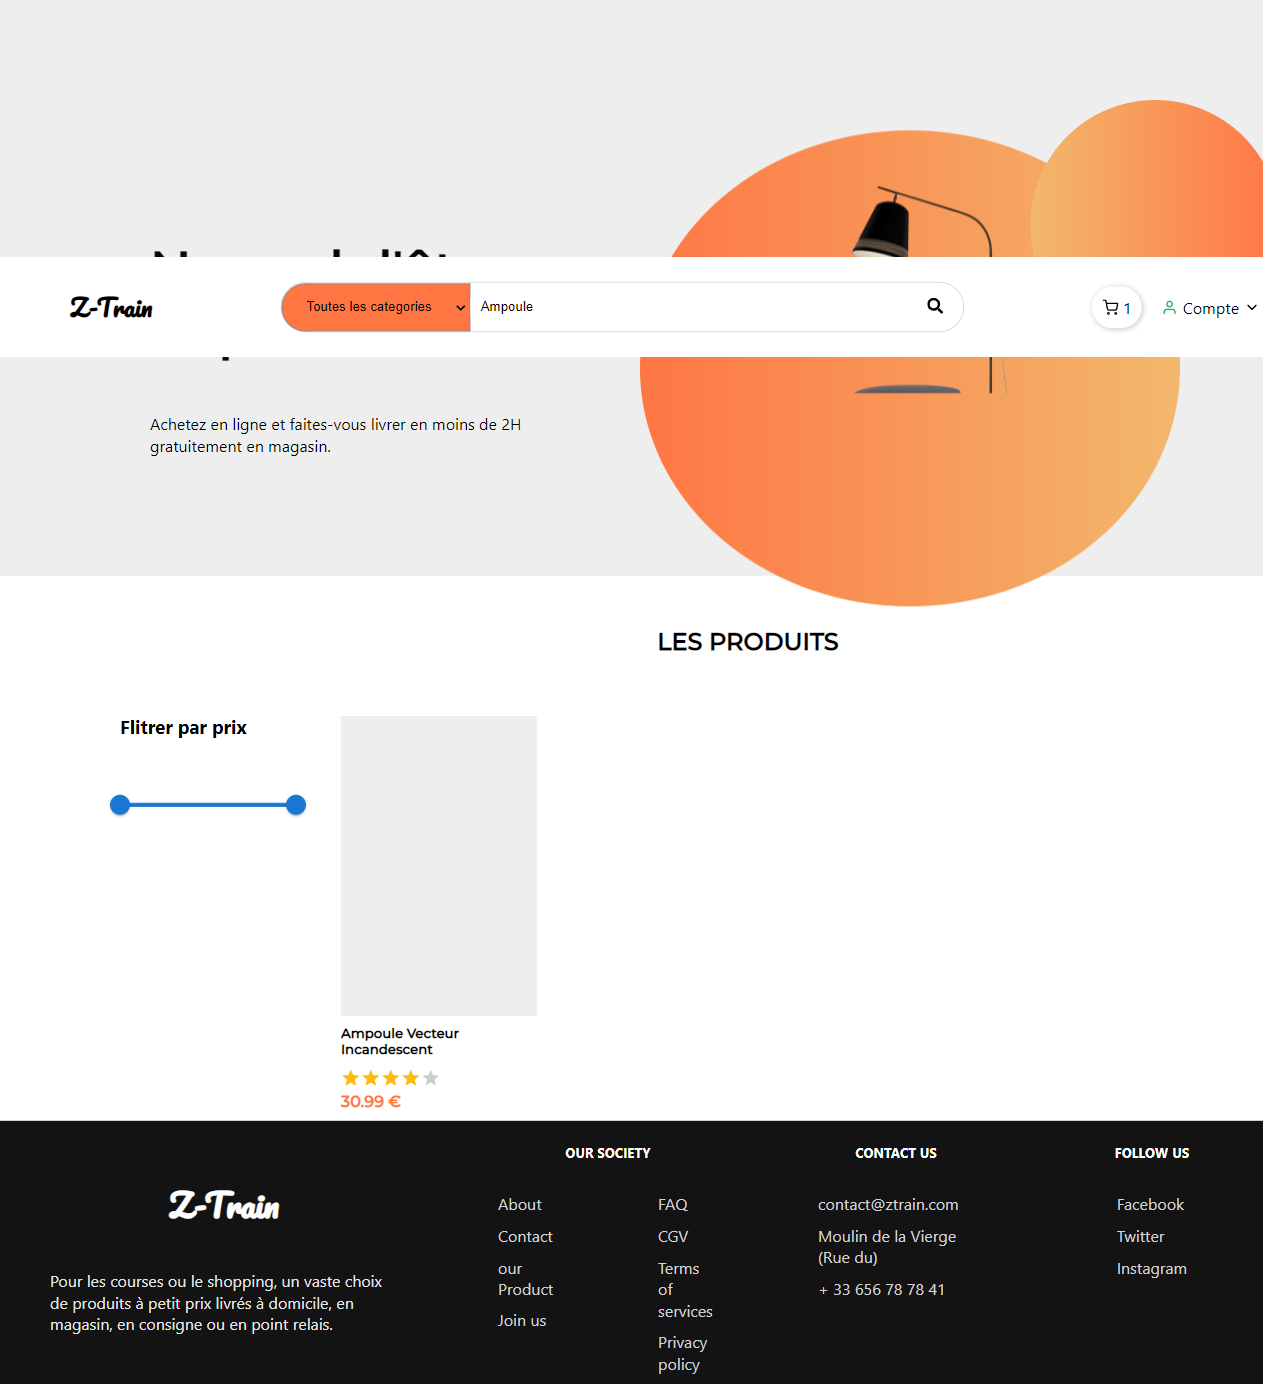 Z-Train
Toutes les categories
Ampoule
1
Compte
Achetez en ligne et faites-vous livrer en moins de 2H
gratuitement en magasin.
LES PRODUITS
Flitrer par prix
Ampoule Vecteur
Incandescent
30.99 €
Z-Train
Pour les courses ou le shopping, un vaste choix
de produits à petit prix livrés à domicile, en
magasin, en consigne ou en point relais.
OUR SOCIETY
About
Contact
our
Product
Join us
FAQ
CGV
Terms
of
services
Privacy
policy
CONTACT US
contact@ztrain.com
Moulin de la Vierge
(Rue du)
+ 33 656 78 78 41
FOLLOW US
Facebook
Twitter
Instagram